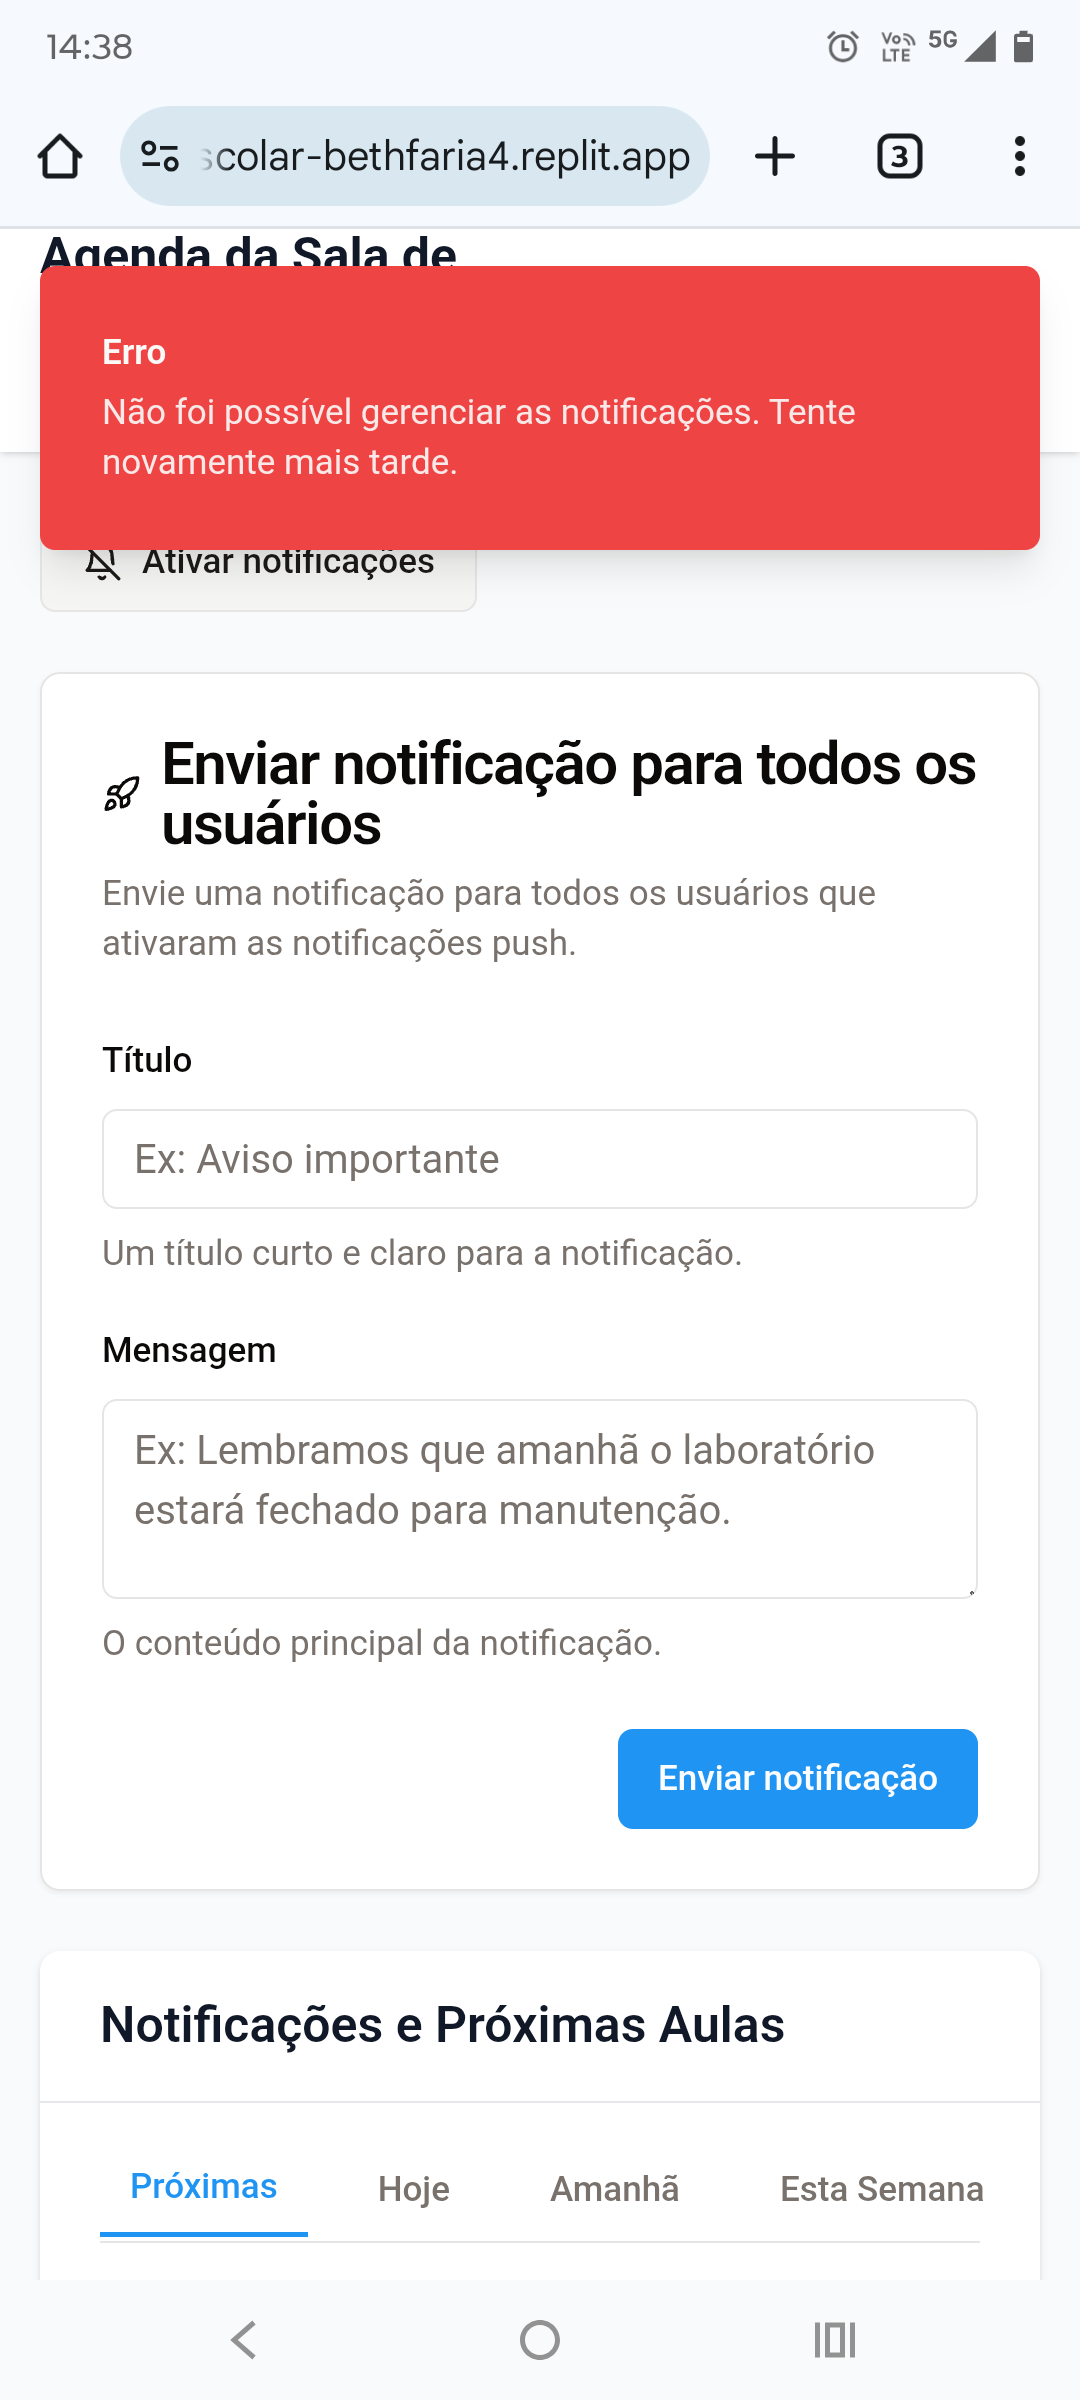 14:38
Vo LTE 5G
scolar-bethfaria4.replit.app
3
Agenda da Sala de
Erro
Não foi possível gerenciar as notificações. Tente
novamente mais tarde.
Ativar notificações
Enviar notificação para todos os
usuários
Envie uma notificação para todos os usuários que
ativaram as notificações push.
Título
Ex: Aviso importante
Um título curto e claro para a notificação.
Mensagem
Ex: Lembramos que amanhã o laboratório
estará fechado para manutenção.
O conteúdo principal da notificação.
Enviar notificação
Notificações e Próximas Aulas
Próximas Hoje Amanhã Esta Semana